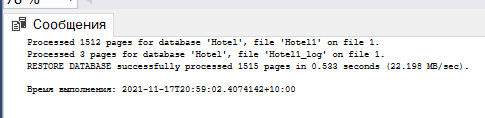 Сообщения
Processed 1512 pages for database 'Hotel', file 'Hotel1' on file 1.
Processed 3 pages for database 'Hotel', file 'Hotel1_log' on file 1.
RESTORE DATABASE successfully processed 1515 pages in 0.533 seconds (22.198 MB/sec).
Время выполнения: 2021-11-17T20:59:02.4074142+10:00